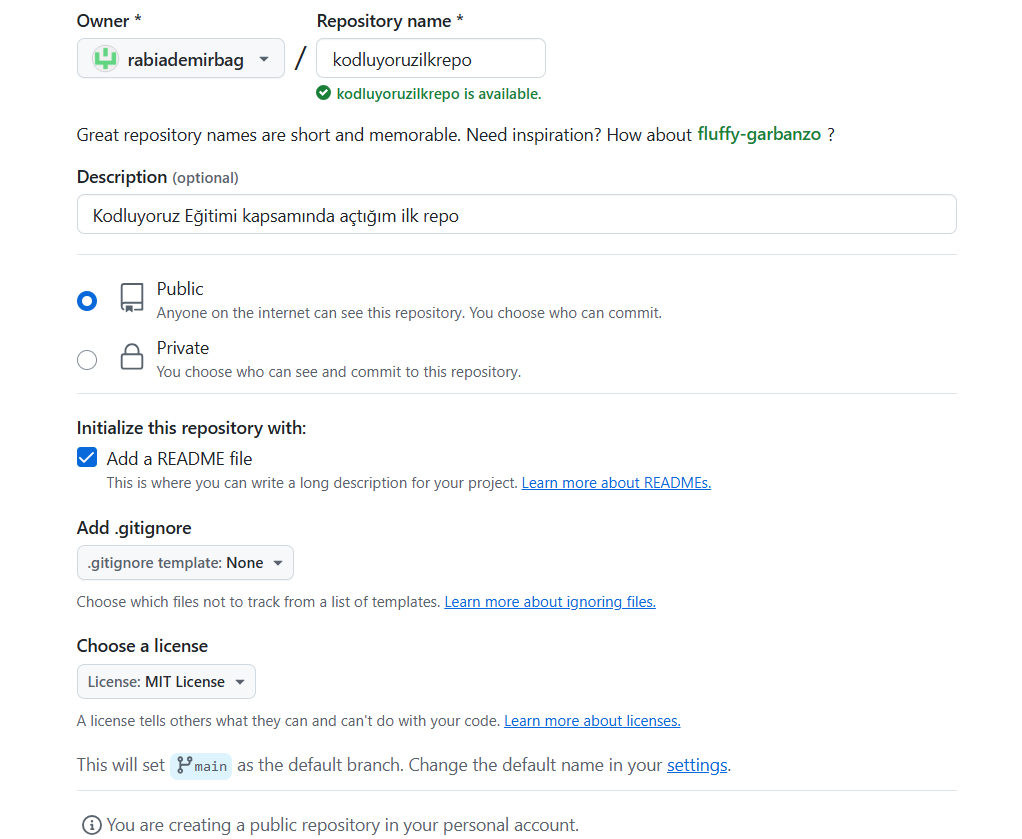 Owner * Repository name *
rabiademirbag / kodluyoruzilkrepo
kodluyoruzilkrepo is available.
Great repository names are short and memorable. Need inspiration? How about fluffy-garbanzo ?
Description (optional)
Kodluyoruz Eğitimi kapsamında açtığım ilk repo
Public
Anyone on the internet can see this repository. You choose who can commit.
Private
You choose who can see and commit to this repository.
Initialize this repository with:
Add a README file
This is where you can write a long description for your project. Learn more about READMEs.
Add .gitignore
.gitignore template: None
Choose which files not to track from a list of templates. Learn more about ignoring files.
Choose a license
License: MIT License
A license tells others what they can and can't do with your code. Learn more about licenses.
This will set main as the default branch. Change the default name in your settings.
You are creating a public repository in your personal account.